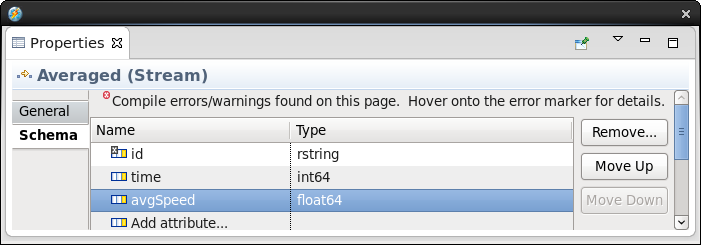 Properties
Averaged (Stream)
Compile errors/warnings found on this page. Hover onto the error marker for details.
General
Schema
Name Type
id rstring
time int64
avgSpeed float64
Add attribute...
Remove...
Move Up
Move Down